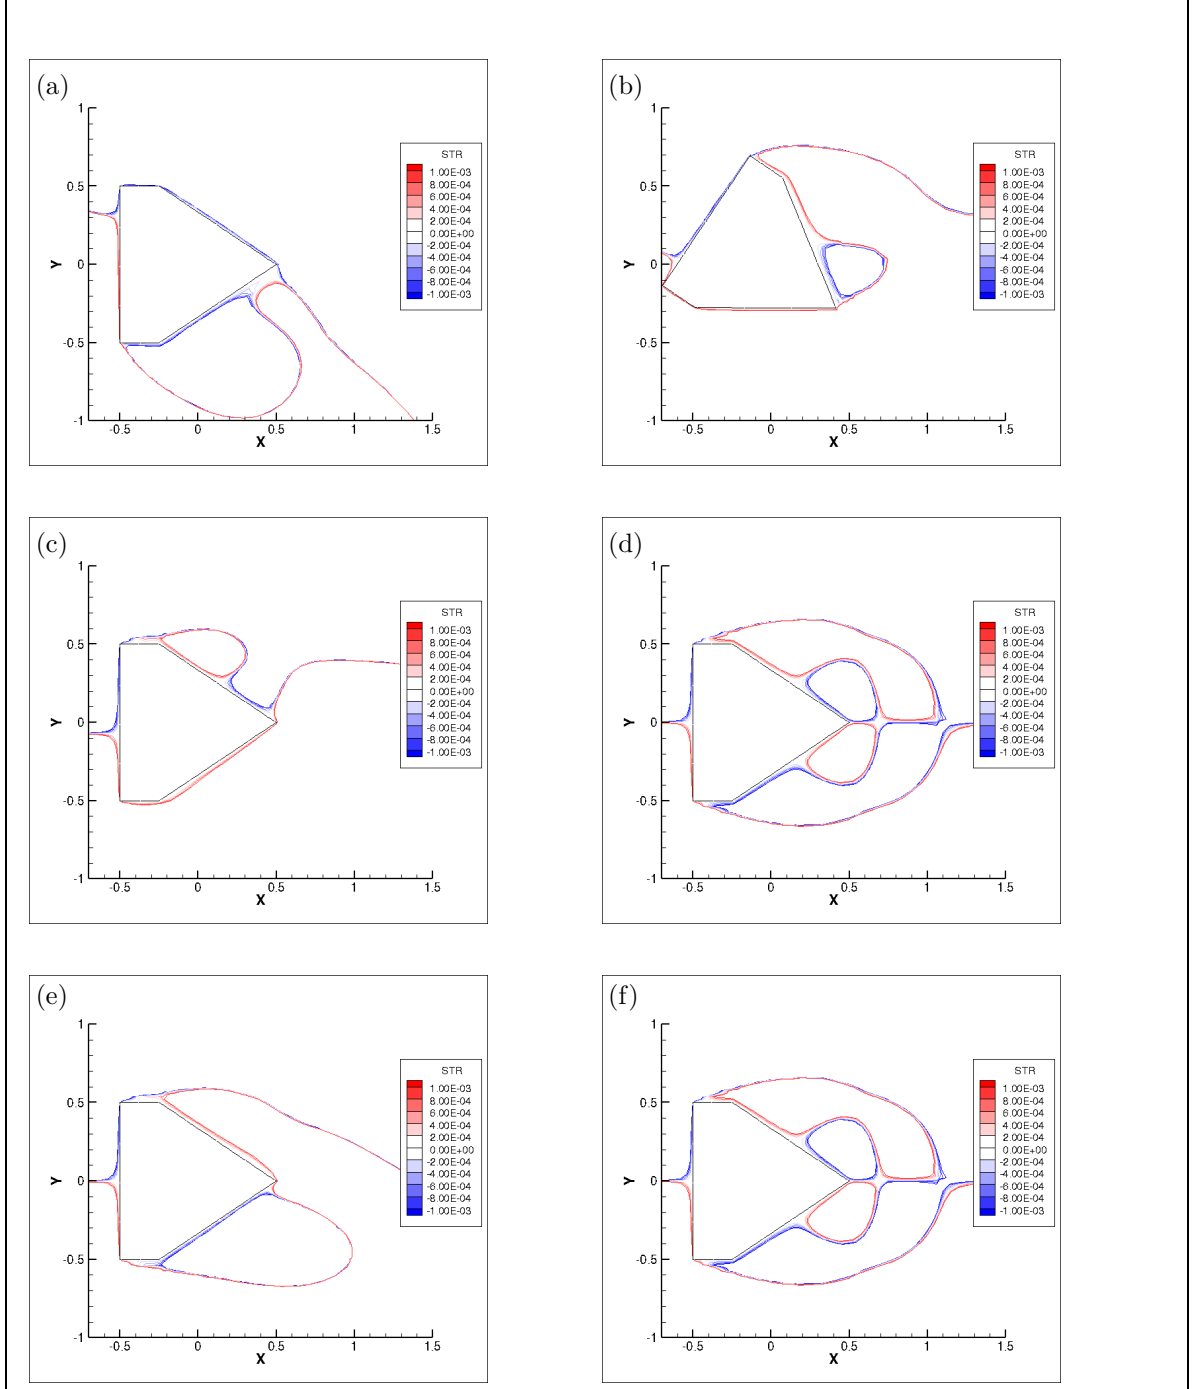 (a)
1
0.5
0
-0.5
-1
Y
-0.5
0
0.5
1
1.5
X
STR
1.00E-03
8.00E-04
6.00E-04
4.00E-04
2.00E-04
0.00E+00
-2.00E-04
-4.00E-04
-6.00E-04
-8.00E-04
-1.00E-03
(b)
1
0.5
0
-0.5
-1
Y
-0.5
0
0.5
1
1.5
X
STR
1.00E-03
8.00E-04
6.00E-04
4.00E-04
2.00E-04
0.00E+00
-2.00E-04
-4.00E-04
-6.00E-04
-8.00E-04
-1.00E-03
(c)
1
0.5
0
-0.5
-1
Y
-0.5
0
0.5
1
1.5
X
STR
1.00E-03
8.00E-04
6.00E-04
4.00E-04
2.00E-04
0.00E+00
-2.00E-04
-4.00E-04
-6.00E-04
-8.00E-04
-1.00E-03
(d)
1
0.5
0
-0.5
-1
Y
-0.5
0
0.5
1
1.5
X
STR
1.00E-03
8.00E-04
6.00E-04
4.00E-04
2.00E-04
0.00E+00
-2.00E-04
-4.00E-04
-6.00E-04
-8.00E-04
-1.00E-03
(e)
1
0.5
0
-0.5
-1
Y
-0.5
0
0.5
1
1.5
X
STR
1.00E-03
8.00E-04
6.00E-04
4.00E-04
2.00E-04
0.00E+00
-2.00E-04
-4.00E-04
-6.00E-04
-8.00E-04
-1.00E-03
(f)
1
0.5
0
-0.5
-1
Y
-0.5
0
0.5
1
1.5
X
STR
1.00E-03
8.00E-04
6.00E-04
4.00E-04
2.00E-04
0.00E+00
-2.00E-04
-4.00E-04
-6.00E-04
-8.00E-04
-1.00E-03